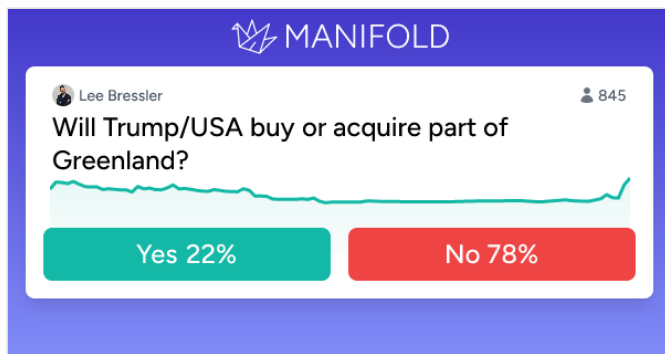 MANIFOLD
Lee Bressler
845
Will Trump/USA buy or acquire part of
Greenland?
Yes 22%
No 78%